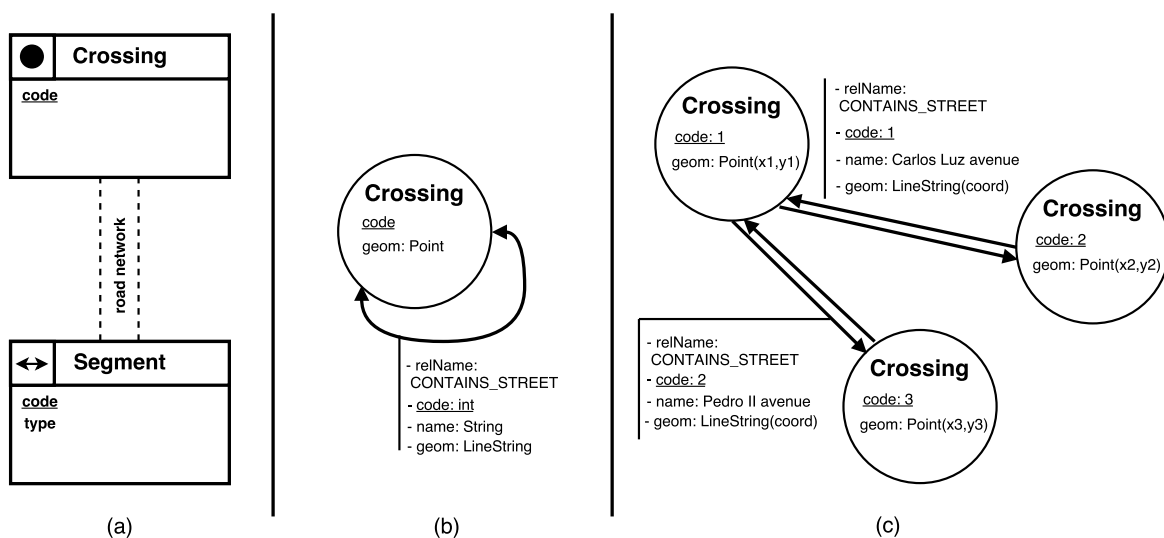 Crossing
code
road network
Segment
code
type
(a)
Crossing
code
geom: Point
- relName:
CONTAINS_STREET
- code: int
- name: String
- geom: LineString
(b)
Crossing
code: 1
geom: Point(x1,y1)
- relName:
CONTAINS_STREET
- code: 1
- name: Carlos Luz avenue
- geom: LineString(coord)
Crossing
code: 2
geom: Point(x2,y2)
- relName:
CONTAINS_STREET
- code: 2
- name: Pedro II avenue
- geom: LineString(coord)
Crossing
code: 3
geom: Point(x3,y3)
(c)